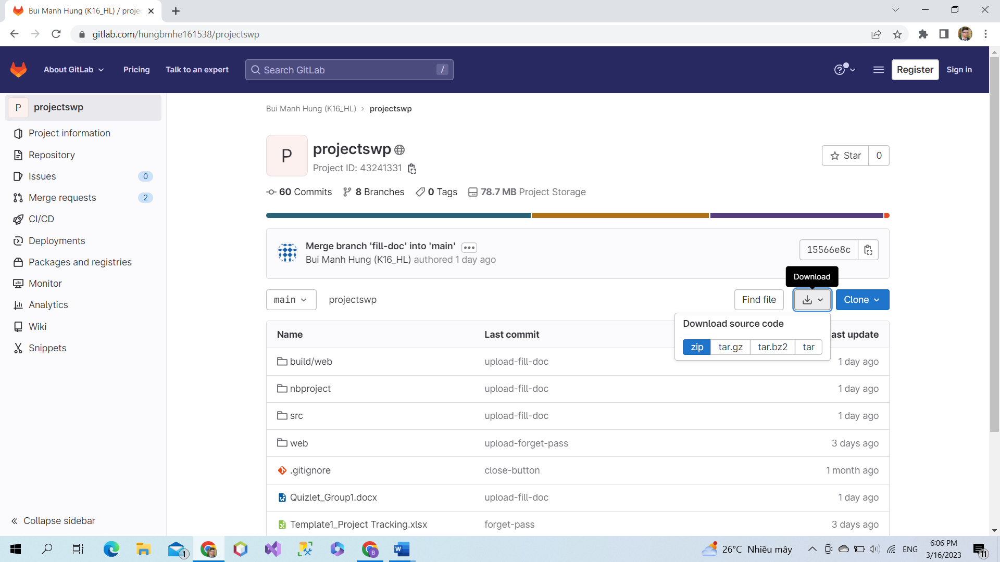 Bui Manh Hung (K16_HL) / projec
gitlab.com/hungbmhe161538/projectswp
About GitLab
Pricing
Talk to an expert
Search GitLab
/
Register
Sign in
P
projectswp
Project information
Repository
Issues
0
Merge requests
2
CI/CD
Deployments
Packages and registries
Monitor
Analytics
Wiki
Snippets
Collapse sidebar
Bui Manh Hung (K16_HL) > projectswp
P
projectswp
Project ID: 43241331
Star
0
60 Commits
8 Branches
0 Tags
78.7 MB Project Storage
Merge branch 'fill-doc' into 'main'
Bui Manh Hung (K16_HL) authored 1 day ago
15566e8c
Download
main
projectswp
Find file
Clone
Download source code
zip
tar.gz
tar.bz2
tar
Name
Last commit
ast update
build/web
upload-fill-doc
1 day ago
nbproject
upload-fill-doc
1 day ago
src
upload-fill-doc
1 day ago
web
upload-forget-pass
3 days ago
.gitignore
close-button
1 month ago
Quizlet_Group1.docx
upload-fill-doc
1 day ago
Template1_Project Tracking.xlsx
forget-pass
3 days ago
1
B
W
26°C Nhiều mây
ENG
6:06 PM
3/16/2023
11